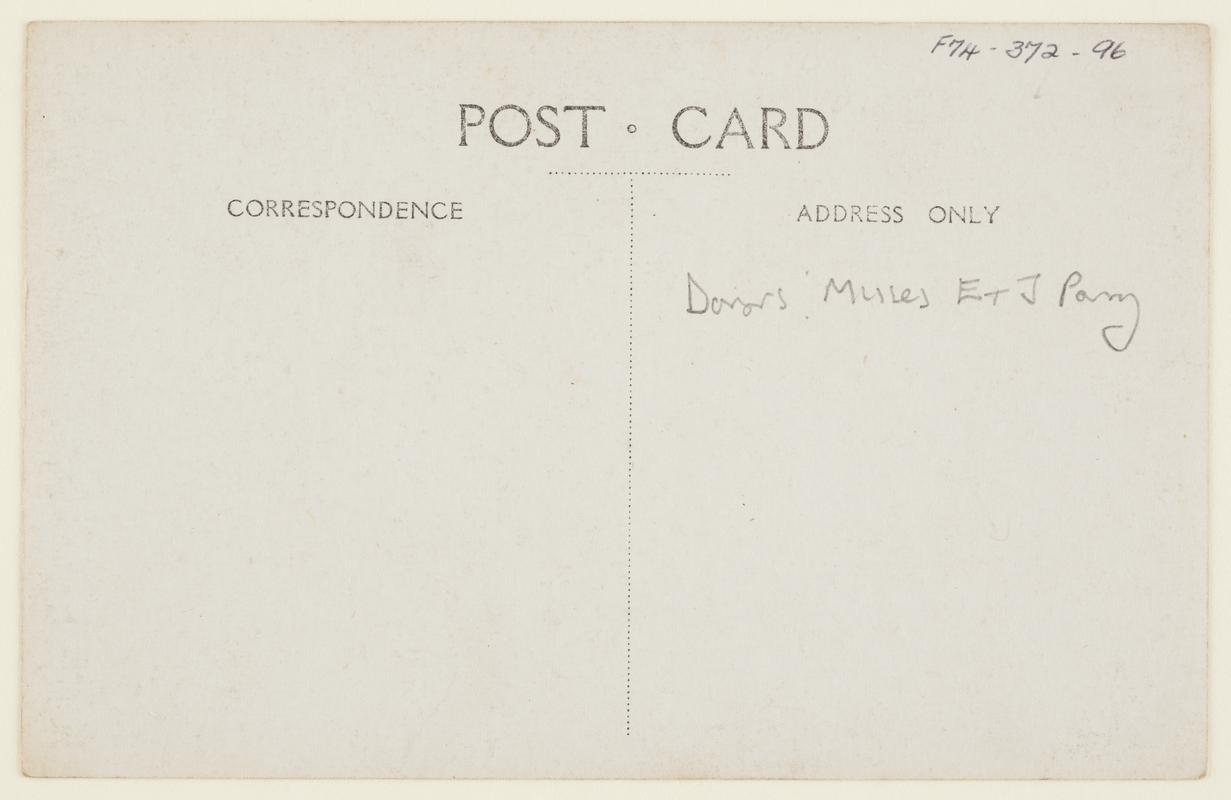 F74-372-96
POST · CARD
CORRESPONDENCE
ADDRESS ONLY
Donors: Misses E + J Parry